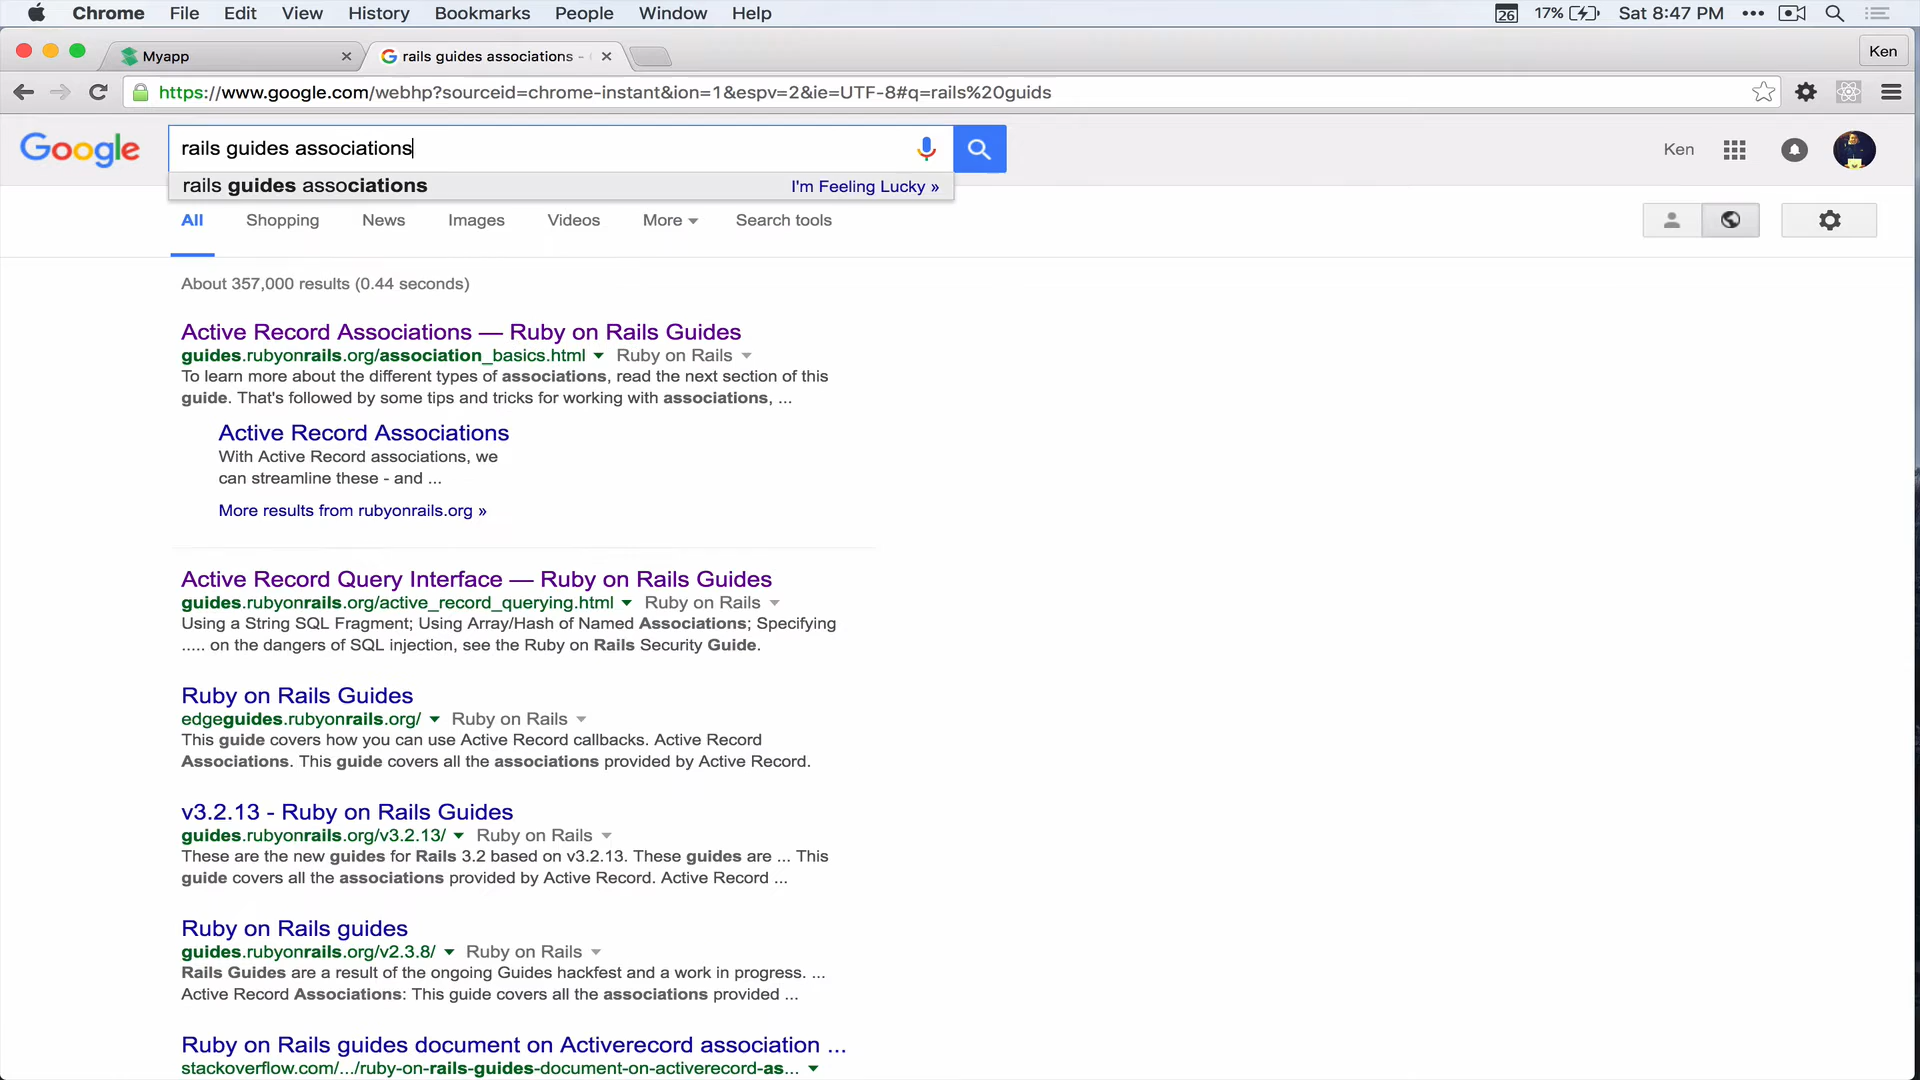 Chrome File Edit View History Bookmarks People Window Help 26 17% Sat 8:47 PM
Myapp rails guides associations - Ken
https://www.google.com/webhp?sourceid=chrome-instant&ion=1&espv=2&ie=UTF-8#q=rails%20guids
Google rails guides associations Ken
rails guides associations I'm Feeling Lucky »
All Shopping News Images Videos More Search tools
About 357,000 results (0.44 seconds)
Active Record Associations — Ruby on Rails Guides
guides.rubyonrails.org/association_basics.html Ruby on Rails
To learn more about the different types of associations, read the next section of this
guide. That's followed by some tips and tricks for working with associations, ...
Active Record Associations
With Active Record associations, we
can streamline these - and ...
More results from rubyonrails.org »
Active Record Query Interface — Ruby on Rails Guides
guides.rubyonrails.org/active_record_querying.html Ruby on Rails
Using a String SQL Fragment; Using Array/Hash of Named Associations; Specifying
..... on the dangers of SQL injection, see the Ruby on Rails Security Guide.
Ruby on Rails Guides
edgeguides.rubyonrails.org/ Ruby on Rails
This guide covers how you can use Active Record callbacks. Active Record
Associations. This guide covers all the associations provided by Active Record.
v3.2.13 - Ruby on Rails Guides
guides.rubyonrails.org/v3.2.13/ Ruby on Rails
These are the new guides for Rails 3.2 based on v3.2.13. These guides are ... This
guide covers all the associations provided by Active Record. Active Record ...
Ruby on Rails guides
guides.rubyonrails.org/v2.3.8/ Ruby on Rails
Rails Guides are a result of the ongoing Guides hackfest and a work in progress. ...
Active Record Associations: This guide covers all the associations provided ...
Ruby on Rails guides document on Activerecord association ...
stackoverflow.com/.../ruby-on-rails-guides-document-on-activerecord-as...